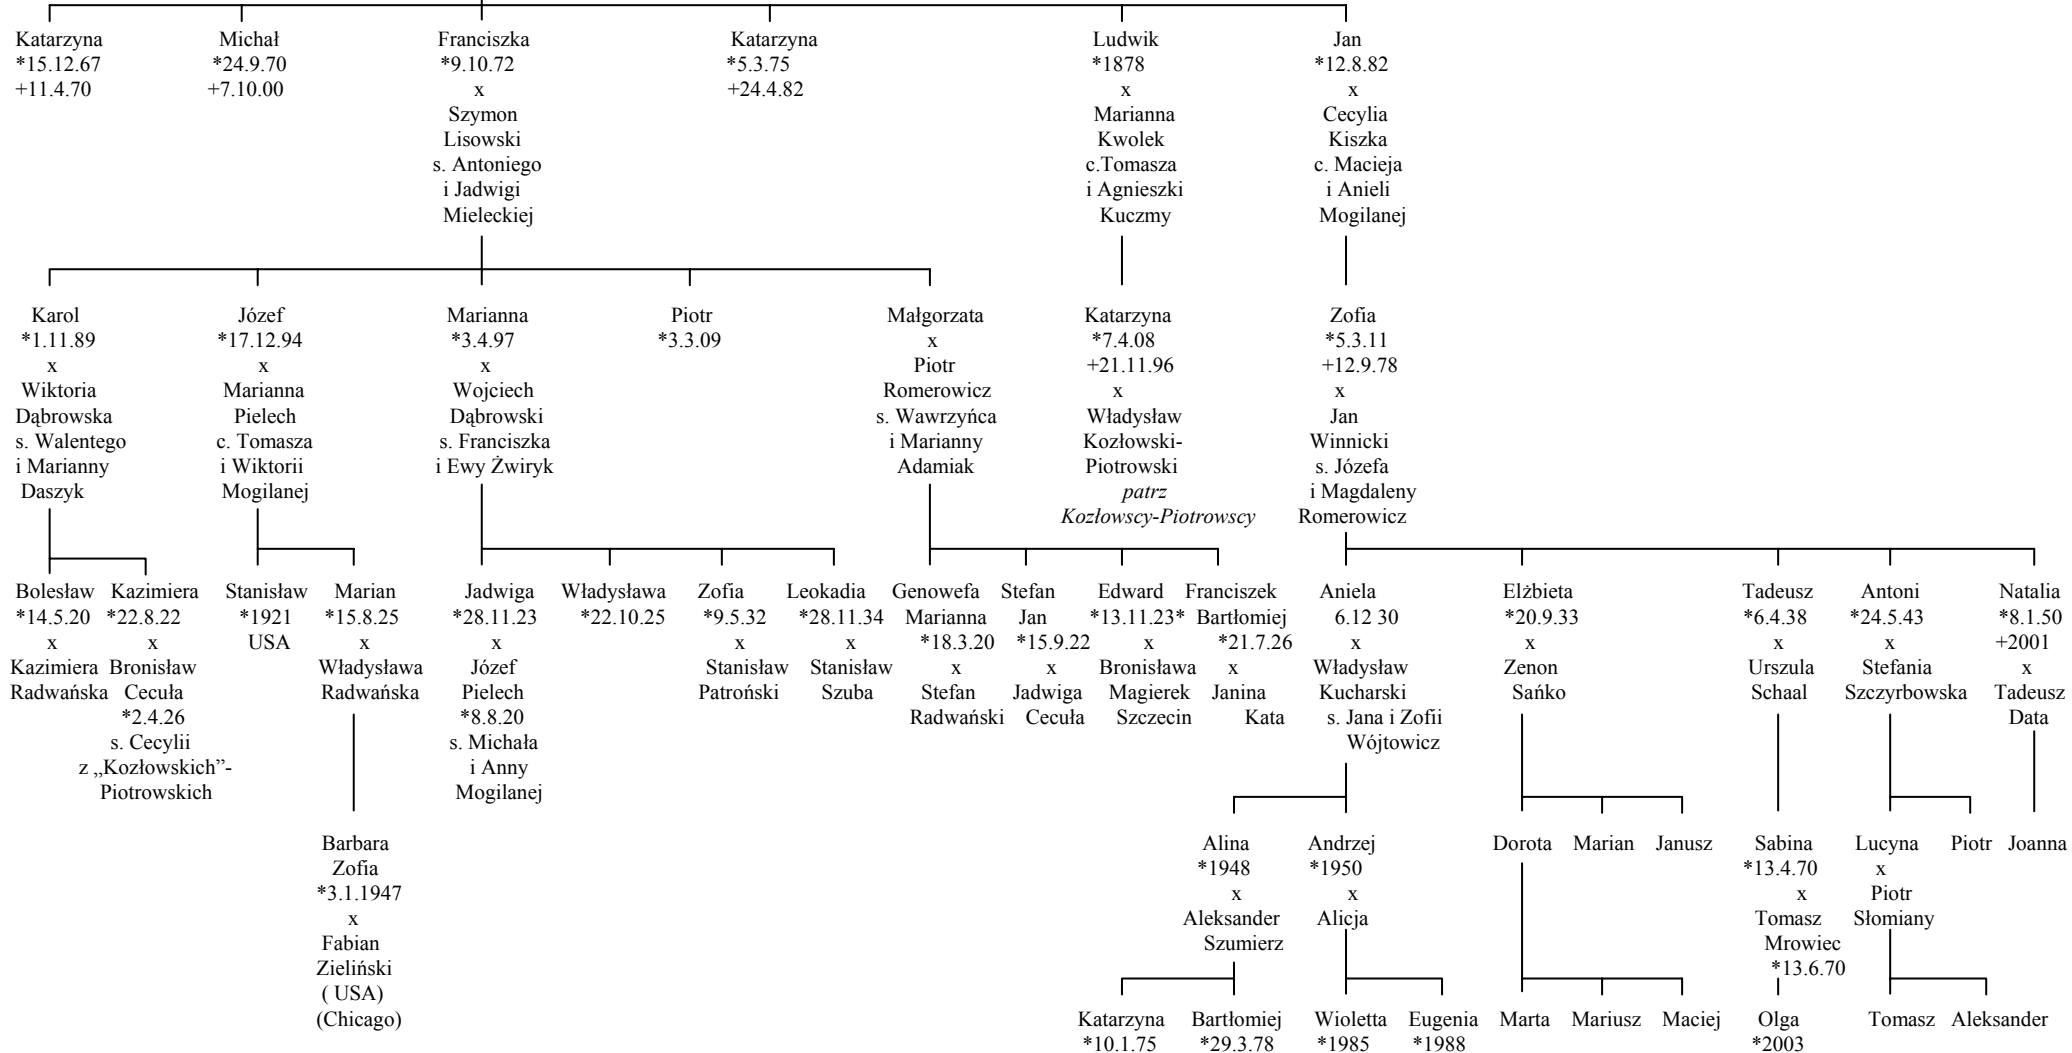 Katarzyna
*15.12.67
+11.4.70
Michał
*24.9.70
+7.10.00
Franciszka
*9.10.72
x
Szymon
Lisowski
s. Antoniego
i Jadwigi
Mieleckiej
Katarzyna
*5.3.75
+24.4.82
Ludwik
*1878
x
Marianna
Kwolek
c.Tomasza
i Agnieszki
Kuczmy
Jan
*12.8.82
x
Cecylia
Kiszka
c. Macieja
i Anieli
Mogilanej
Karol
*1.11.89
x
Wiktoria
Dąbrowska
s. Walentego
i Marianny
Daszyk
Józef
*17.12.94
x
Marianna
Pielech
c. Tomasza
i Wiktorii
Mogilanej
Marianna
*3.4.97
x
Wojciech
Dąbrowski
s. Franciszka
i Ewy Żwiryk
Piotr
*3.3.09
Małgorzata
x
Piotr
Romerowicz
s. Wawrzyńca
i Marianny
Adamiak
Katarzyna
*7.4.08
+21.11.96
x
Władysław
Kozłowski-
Piotrowski
patrz
Kozłowscy-Piotrowscy
Zofia
*5.3.11
+12.9.78
x
Jan
Winnicki
s. Józefa
i Magdaleny
Romerowicz
Bolesław
*14.5.20
x
Kazimiera
Radwańska
Kazimiera
*22.8.22
x
Bronisław
Cecuła
*2.4.26
s. Cecylii
z „Kozłowskich”-
Piotrowskich
Stanisław
*1921
USA
Marian
*15.8.25
x
Władysława
Radwańska
Jadwiga
*28.11.23
x
Józef
Pielech
*8.8.20
s. Michała
i Anny
Mogilanej
Władysława
*22.10.25
Zofia
*9.5.32
x
Stanisław
Patroński
Leokadia
*28.11.34
x
Stanisław
Szuba
Genowefa
Marianna
*18.3.20
x
Stefan
Radwański
Stefan
Jan
*15.9.22
x
Jadwiga
Cecuła
Edward
*13.11.23*
x
Bronisława
Magierek
Szczecin
Franciszek
Bartłomiej
*21.7.26
x
Janina
Kata
Aniela
6.12 30
x
Władysław
Kucharski
s. Jana i Zofii
Wójtowicz
Elżbieta
*20.9.33
x
Zenon
Sańko
Tadeusz
*6.4.38
x
Urszula
Schaal
Antoni
*24.5.43
x
Stefania
Szczyrbowska
Natalia
*8.1.50
+2001
x
Tadeusz
Data
Barbara
Zofia
*3.1.1947
x
Fabian
Zieliński
( USA)
(Chicago)
Alina
*1948
x
Aleksander
Szumierz
Andrzej
*1950
x
Alicja
Dorota
Marian
Janusz
Sabina
*13.4.70
x
Tomasz
Mrowiec
*13.6.70
Lucyna
x
Piotr
Słomiany
Piotr
Joanna
Katarzyna
*10.1.75
Bartłomiej
*29.3.78
Wioletta
*1985
Eugenia
*1988
Marta
Mariusz
Maciej
Olga
*2003
Tomasz
Aleksander